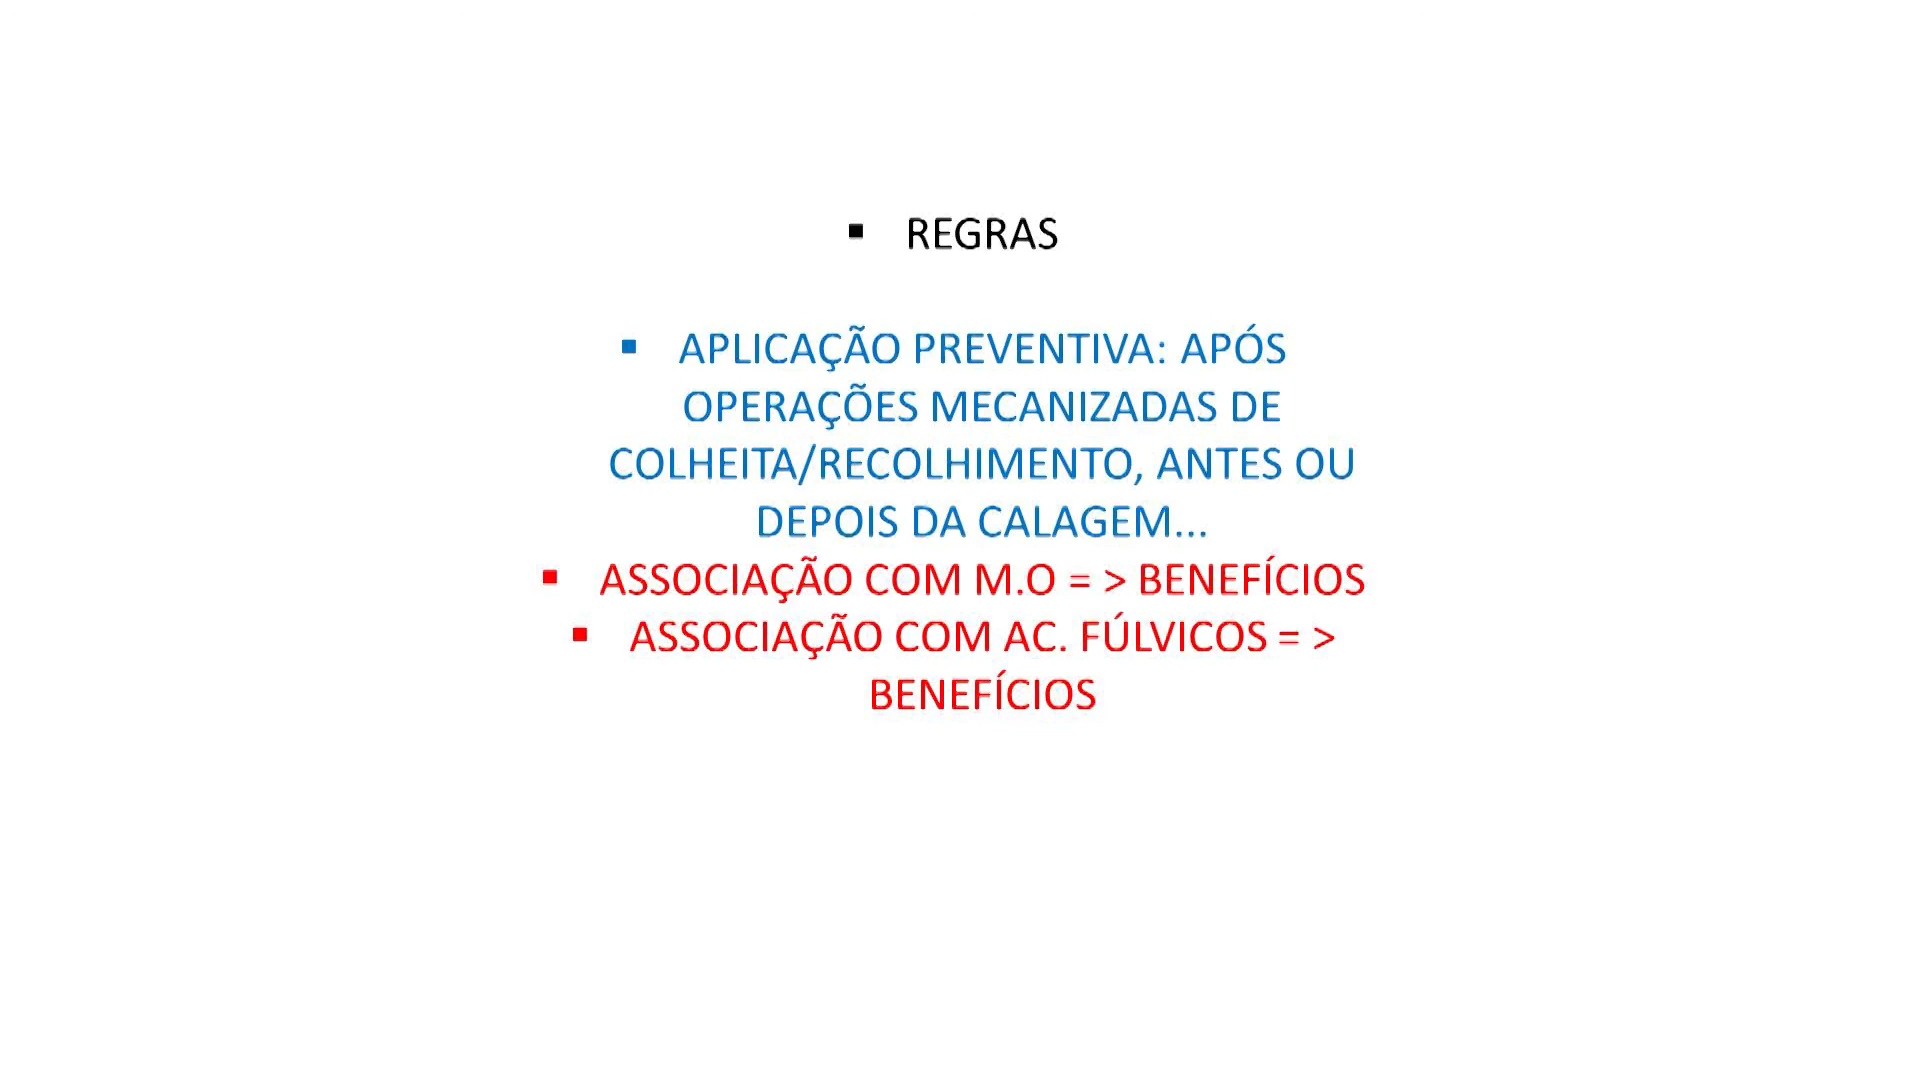 ▪ REGRAS
▪ APLICAÇÃO PREVENTIVA: APÓS
OPERAÇÕES MECANIZADAS DE
COLHEITA/RECOLHIMENTO, ANTES OU
DEPOIS DA CALAGEM...
▪ ASSOCIAÇÃO COM M.O = > BENEFÍCIOS
▪ ASSOCIAÇÃO COM AC. FÚLVICOS = >
BENEFÍCIOS